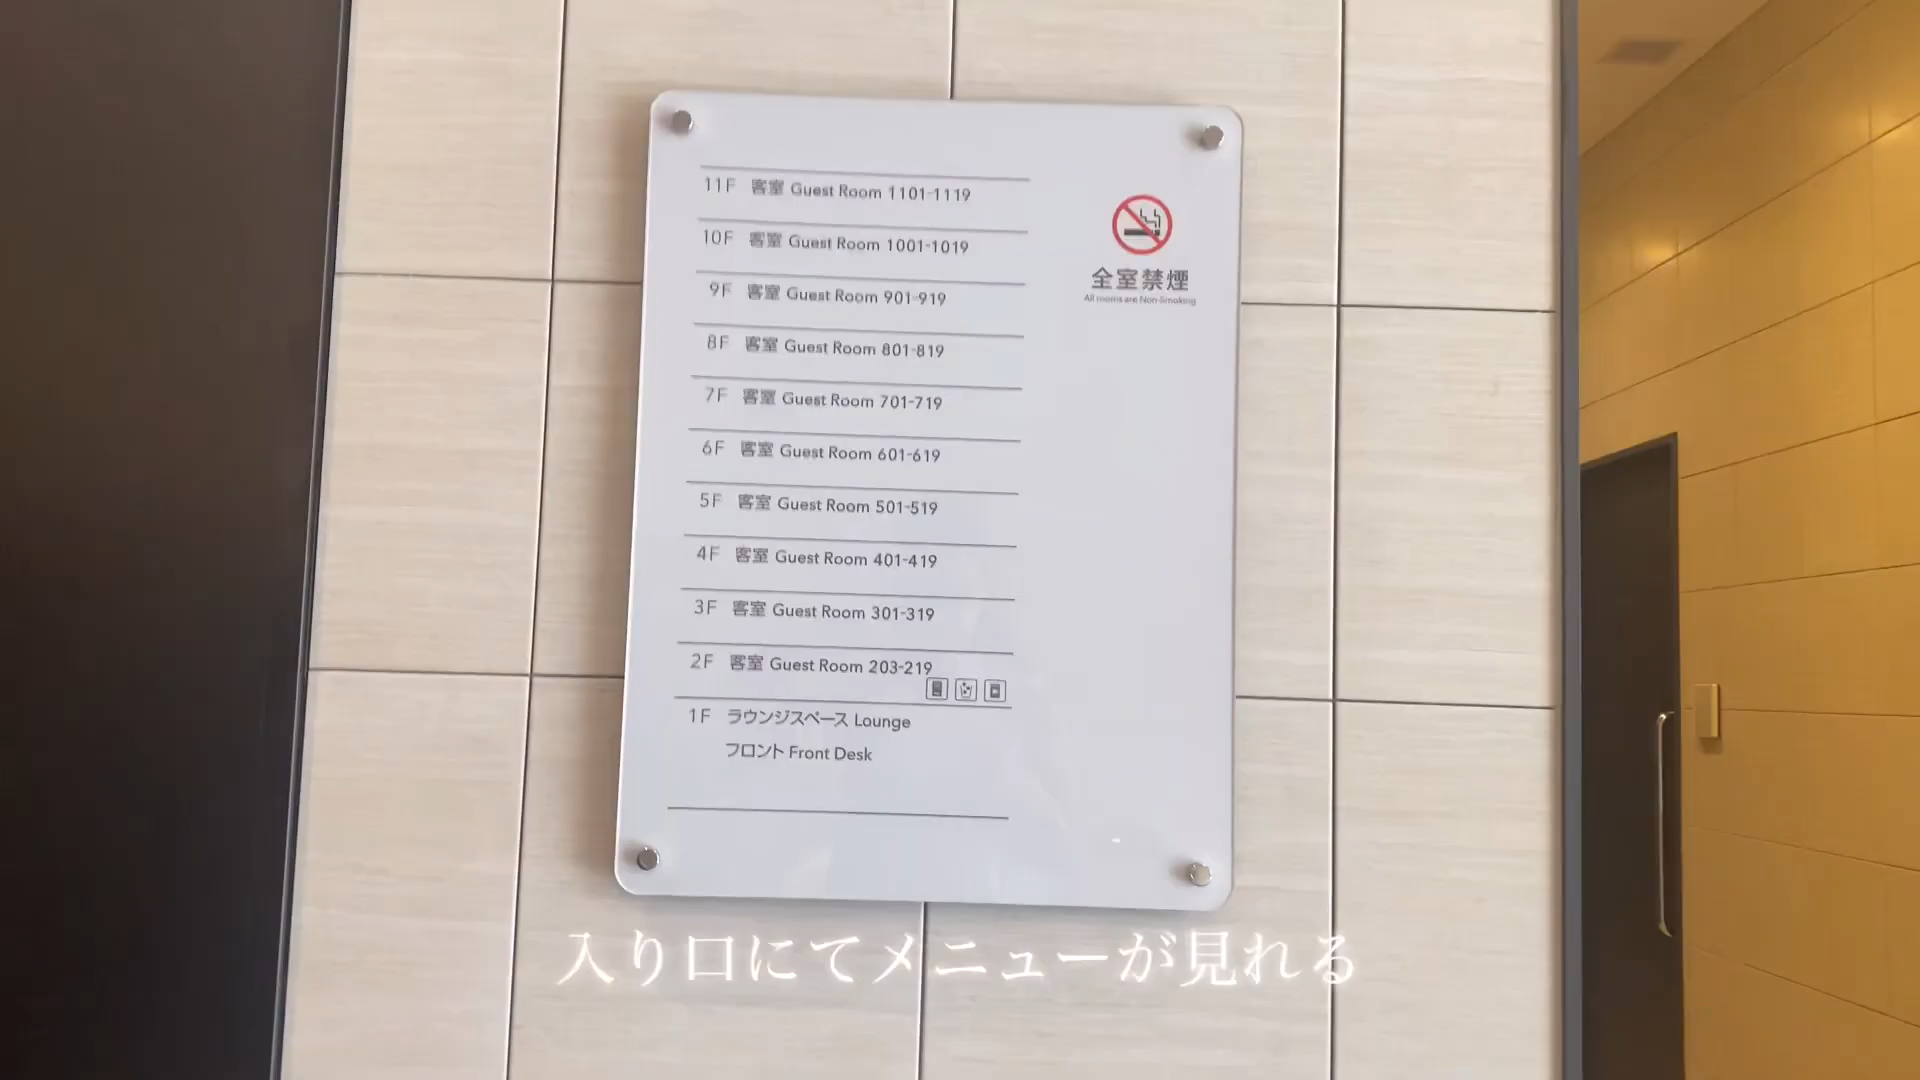 11F 客室 Guest Room 1101-1119
10F 客室 Guest Room 1001-1019
9F 客室 Guest Room 901-919
8F 客室 Guest Room 801-819
7F 客室 Guest Room 701-719
6F 客室 Guest Room 601-619
5F 客室 Guest Room 501-519
4F 客室 Guest Room 401-419
3F 客室 Guest Room 301-319
2F 客室 Guest Room 203-219
1F ラウンジスペース Lounge
フロント Front Desk
全室禁煙
All rooms are Non-Smoking
入り口にてメニューが見れる